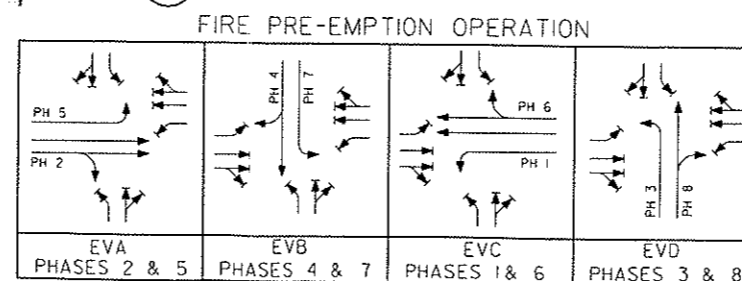 FIRE PRE-EMPTION OPERATION
PH 5
PH 2
PH 4
PH 7
PH 6
PH 1
PH 3
PH 8
EVA
PHASES 2 & 5
EVB
PHASES 4 & 7
EVC
PHASES 1& 6
EVD
PHASES 3 & 8